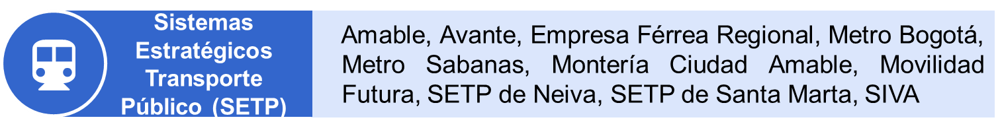 Sistemas
Estratégicos
Transporte
Público (SETP)
Amable, Avante, Empresa Férrea Regional, Metro Bogotá,
Metro Sabanas, Montería Ciudad Amable, Movilidad
Futura, SETP de Neiva, SETP de Santa Marta, SIVA